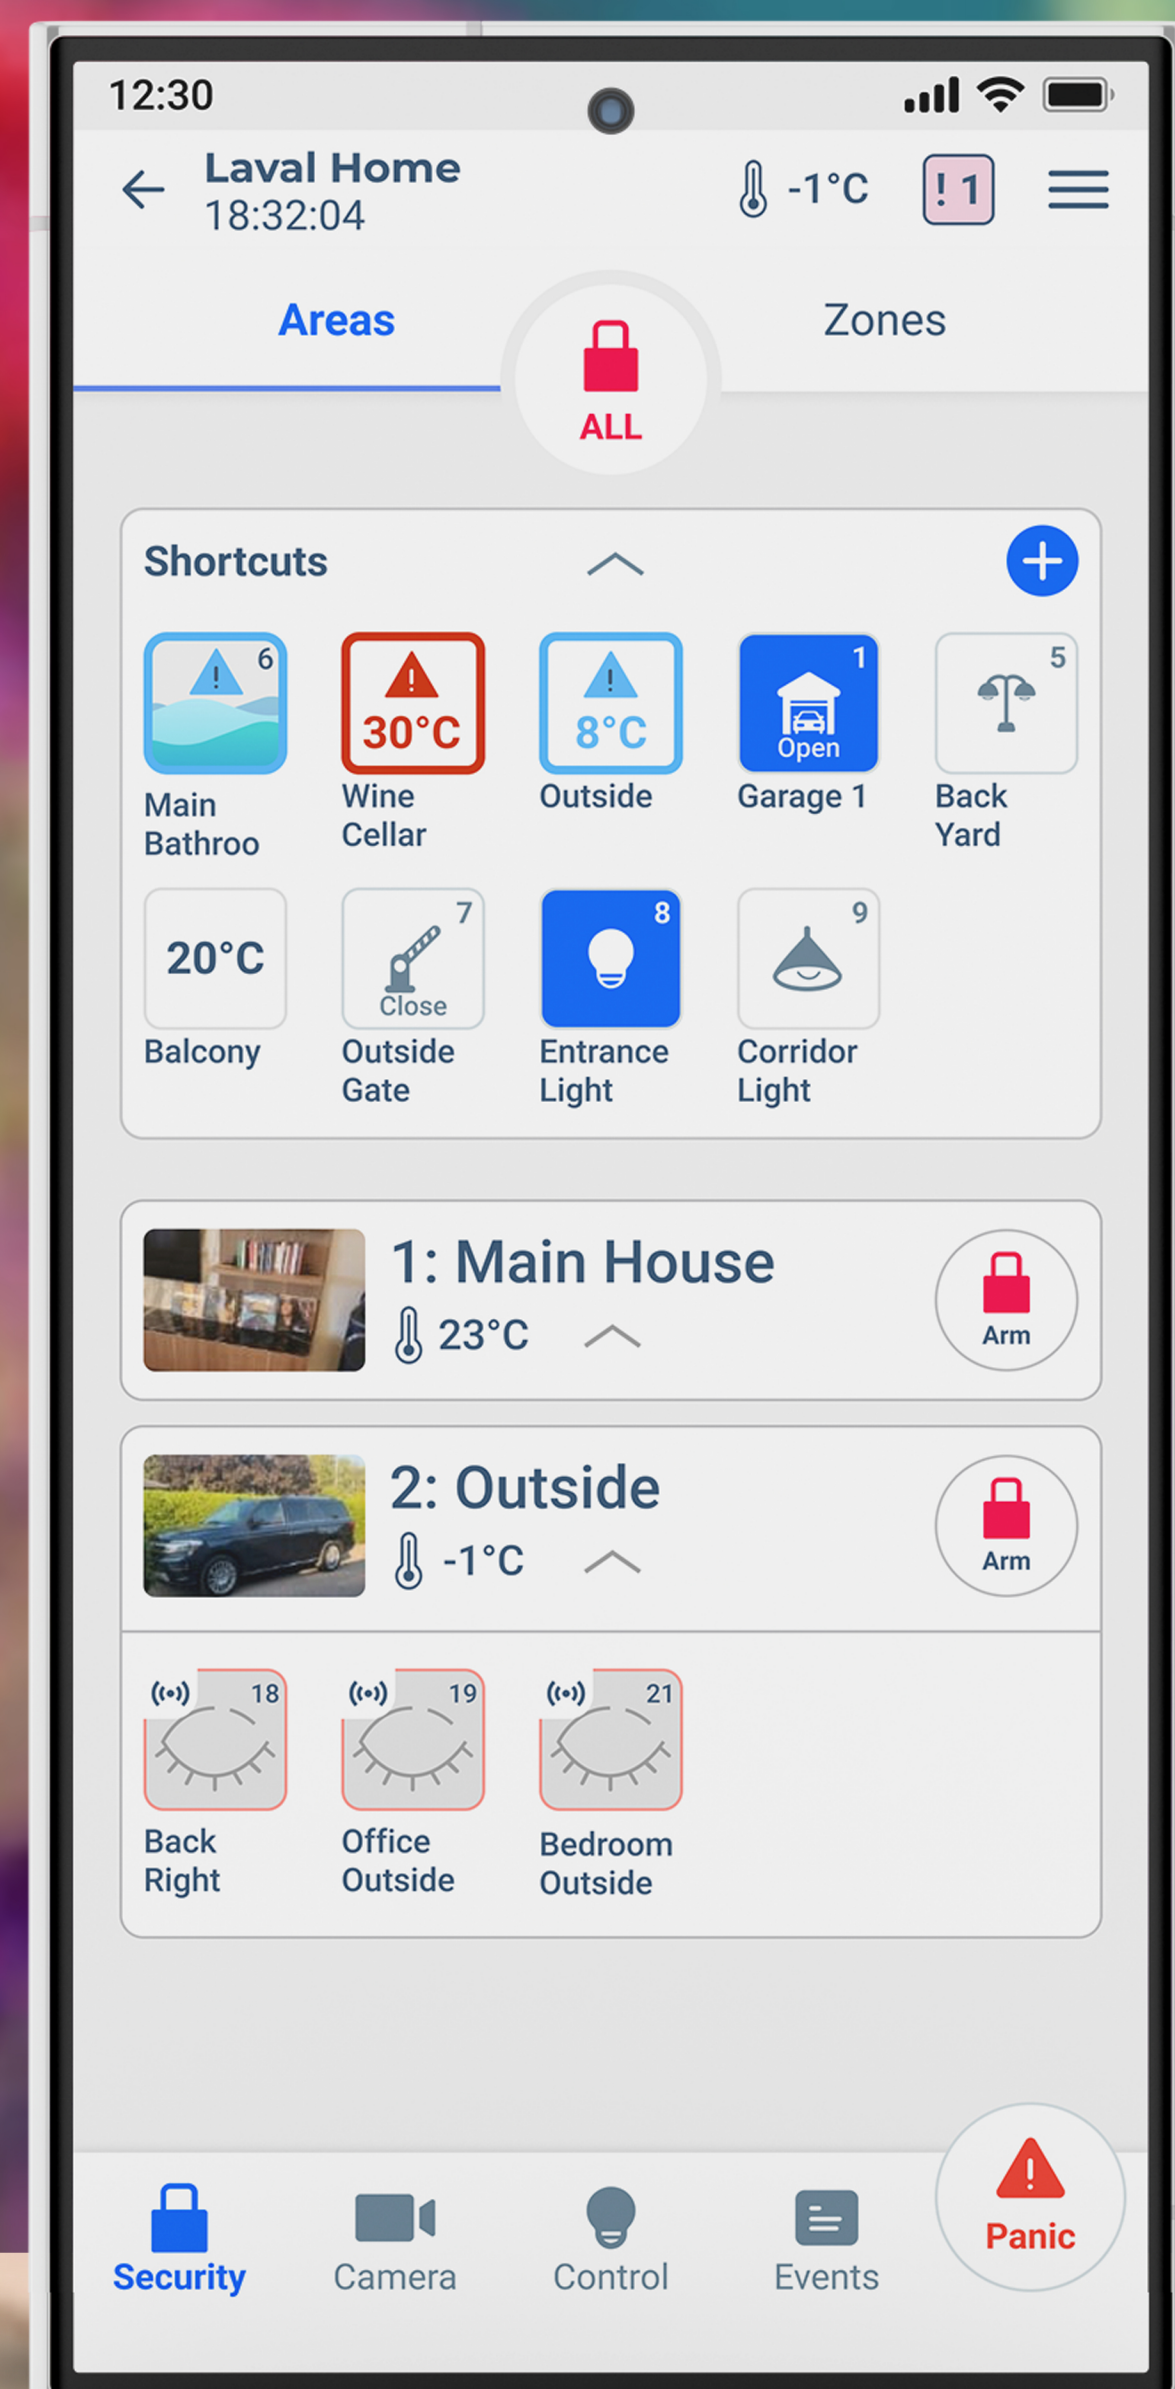 12:30
Laval Home
18:32:04
-1°C
! 1
Areas
Zones
ALL
Shortcuts
6
!
Main
Bathroo
!
30°C
Wine
Cellar
!
8°C
Outside
1
Open
Garage 1
5
Back
Yard
20°C
Balcony
7
Close
Outside
Gate
8
Entrance
Light
9
Corridor
Light
1: Main House
23°C
Arm
2: Outside
-1°C
Arm
18
Back
Right
19
Office
Outside
21
Bedroom
Outside
Security
Camera
Control
Events
!
Panic